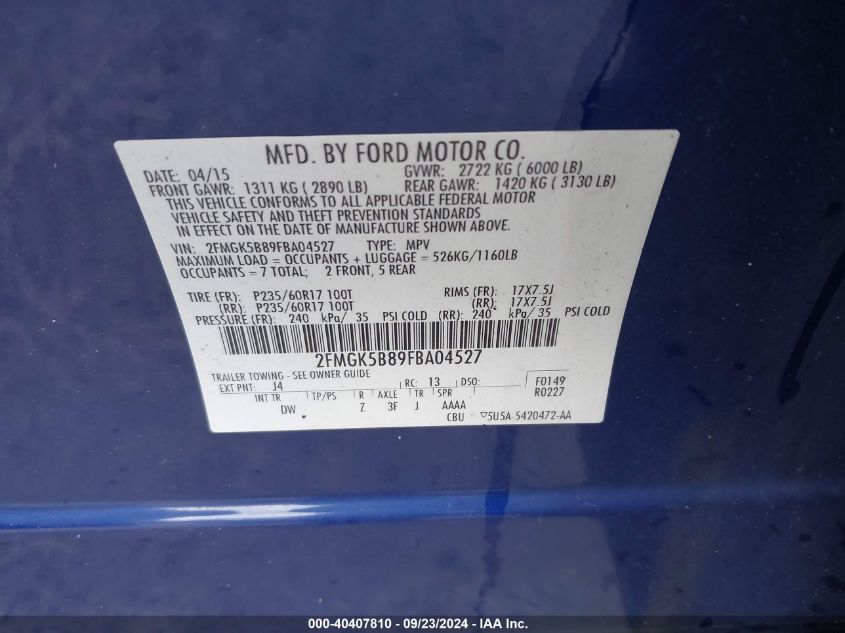 MFD. BY FORD MOTOR CO.
DATE: 04/15 GVWR: 2722 KG ( 6000 LB)
FRONT GAWR: 1311 KG ( 2890 LB) REAR GAWR: 1420 KG ( 3130 LB)
THIS VEHICLE CONFORMS TO ALL APPLICABLE FEDERAL MOTOR
VEHICLE SAFETY AND THEFT PREVENTION STANDARDS
IN EFFECT ON THE DATE OF MANUFACTURE SHOWN ABOVE.
VIN: 2FMGK5B89FBA04527 TYPE: MPV
MAXIMUM LOAD = OCCUPANTS + LUGGAGE = 526KG/1160LB
OCCUPANTS = 7 TOTAL; 2 FRONT, 5 REAR
TIRE (FR): P235/60R17 100T RIMS (FR): 17X7.5J
(RR): P235/60R17 100T (RR): 17X7.5J
PRESSURE (FR): 240 kPa/ 35 PSI COLD (RR): 240 kPa/ 35 PSI COLD
2FMGK5B89FBA04527
TRAILER TOWING - SEE OWNER GUIDE
EXT PNT: J4 RC: 13 DSO: F0149
INT TR TP/PS R AXLE TR SPR R0227
DW Z 3F J AAAA
CBU ▽5U5A-5420472-AA
000-40407810 - 09/23/2024 - IAA Inc.